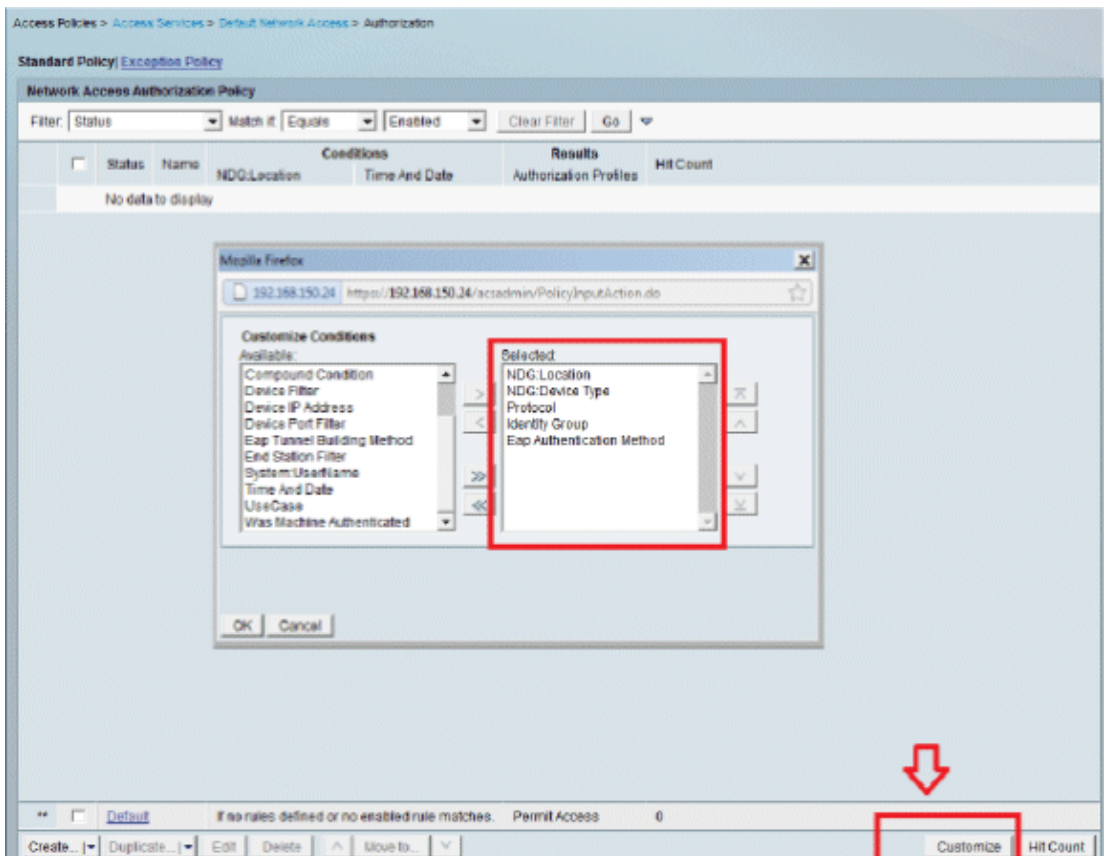 Access Policies > Access Services > Default Network Access > Authorization
Standard Policy| Exception Policy
Network Access Authorization Policy
Filter: Status Match if: Equals Enabled Clear Filter Go
Conditions Results
Status Name NDG:Location Time And Date Authorization Profiles Hit Count
No data to display
Mozilla Firefox
192.168.150.24 https://192.168.150.24/acsadmin/PolicyInputAction.do
Customize Conditions
Available:
Compound Condition
Device Filter
Device IP Address
Device Port Filter
Eap Tunnel Building Method
End Station Filter
System:UserName
Time And Date
UseCase
Was Machine Authenticated
Selected:
NDG:Location
NDG:Device Type
Protocol
Identity Group
Eap Authentication Method
OK Cancel
** Default If no rules defined or no enabled rule matches. Permit Access 0
Create... Duplicate... Edit Delete Move to... Customize Hit Count